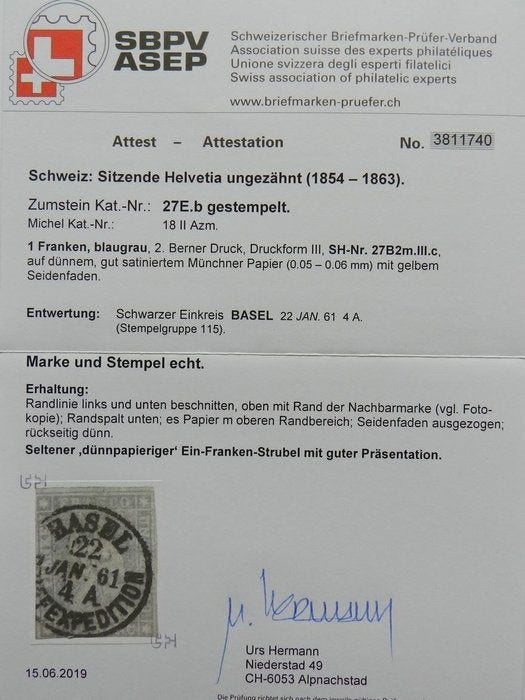 SBPV
ASEP
Schweizerischer Briefmarken-Prüfer-Verband
Association suisse des experts philatéliques
Unione svizzera degli esperti filatelici
Swiss association of philatelic experts
www.briefmarken-pruefer.ch
Attest – Attestation No. 3811740
Schweiz: Sitzende Helvetia ungezähnt (1854 – 1863).
Zumstein Kat.-Nr.: 27E.b gestempelt.
Michel Kat.-Nr.: 18 II Azm.
1 Franken, blaugrau, 2. Berner Druck, Druckform III, SH-Nr. 27B2m.III.c,
auf dünnem, gut satiniertem Münchner Papier (0.05 – 0.06 mm) mit gelbem
Seidenfaden.
Entwertung: Schwarzer Einkreis BASEL 22 JAN. 61 4 A.
(Stempelgruppe 115).
Marke und Stempel echt.
Erhaltung:
Randlinie links und unten beschnitten, oben mit Rand der Nachbarmarke (vgl. Foto-
kopie); Randspalt unten; es Papier m oberen Randbereich; Seidenfaden ausgezogen;
rückseitig dünn.
Seltener ‚dünnpapieriger' Ein-Franken-Strubel mit guter Präsentation.
BASEL
22
JAN. 61
4 A
EXPEDITION
Urs Hermann
Niederstad 49
CH-6053 Alpnachstad
15.06.2019